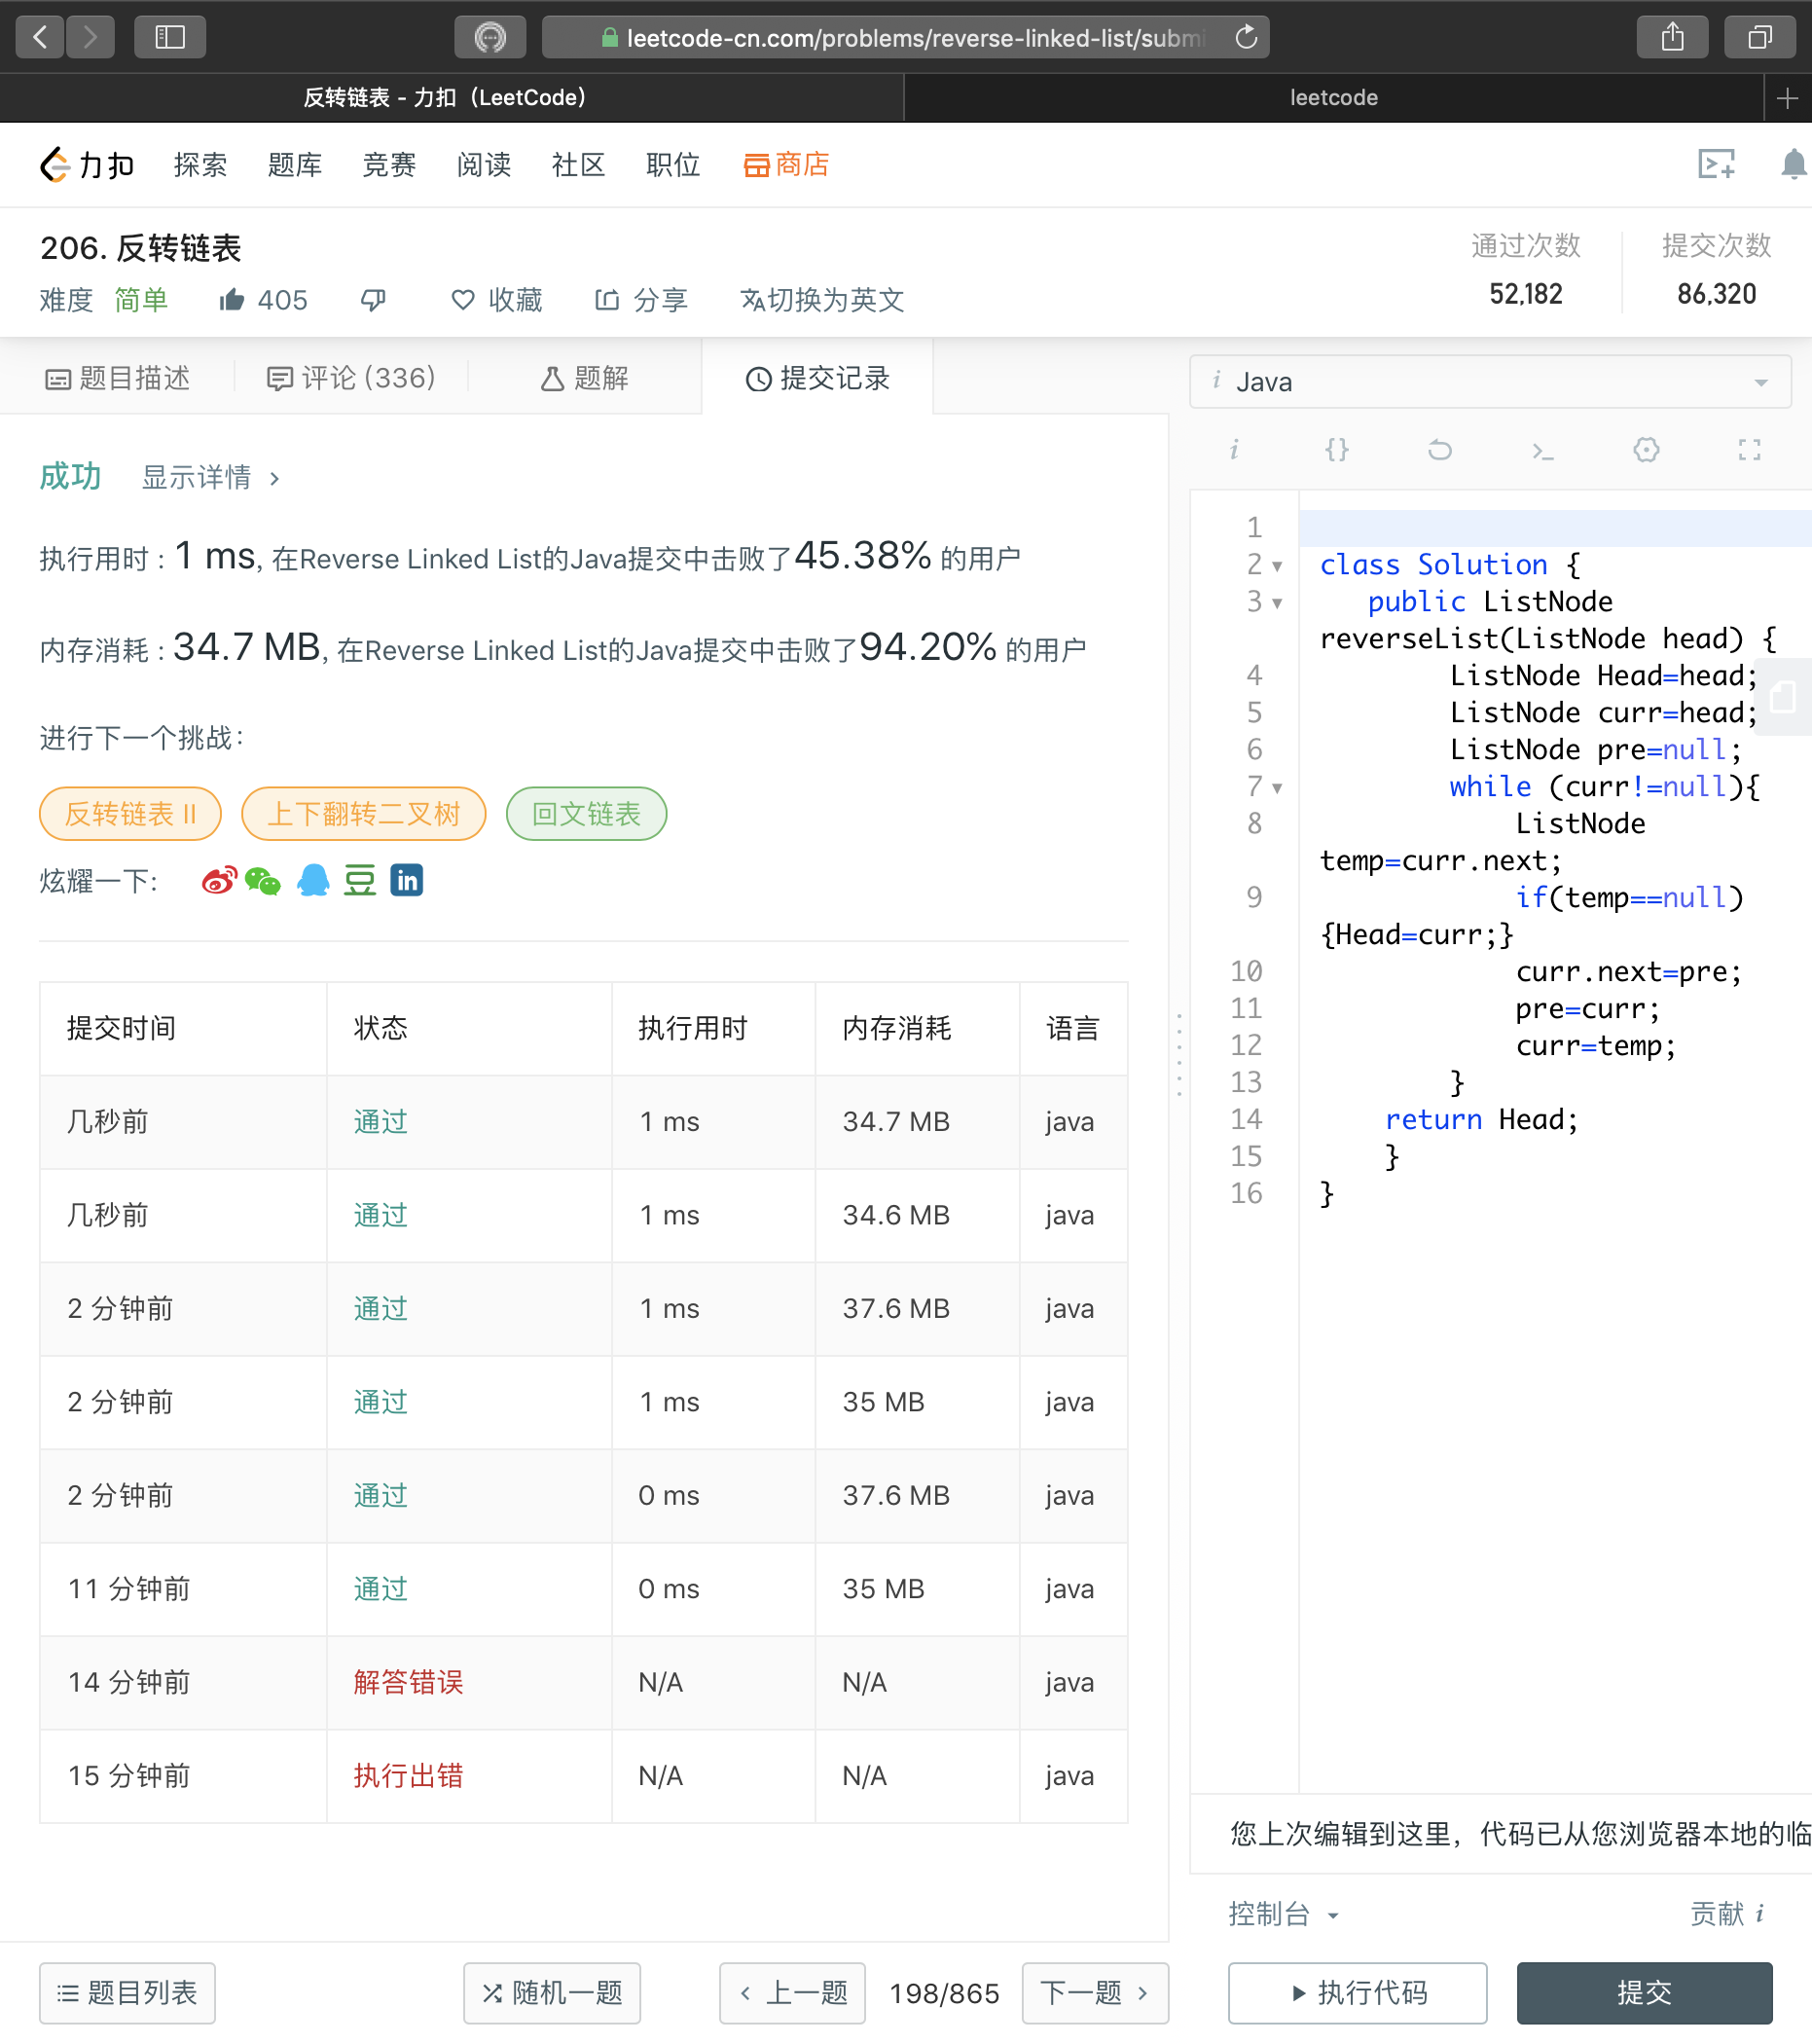 leetcode-cn.com/problems/reverse-linked-list/submi
反转链表 - 力扣（LeetCode）
leetcode
力扣 探索 题库 竞赛 阅读 社区 职位 商店
206. 反转链表
难度 简单 405 收藏 分享 切换为英文
通过次数 提交次数
52,182 86,320
题目描述 评论 (336) 题解 提交记录
成功 显示详情 >
执行用时 : 1 ms, 在Reverse Linked List的Java提交中击败了45.38% 的用户
内存消耗 : 34.7 MB, 在Reverse Linked List的Java提交中击败了94.20% 的用户
进行下一个挑战：
反转链表 II 上下翻转二叉树 回文链表
炫耀一下:
豆 in
提交时间 状态 执行用时 内存消耗 语言
几秒前 通过 1 ms 34.7 MB java
几秒前 通过 1 ms 34.6 MB java
2 分钟前 通过 1 ms 37.6 MB java
2 分钟前 通过 1 ms 35 MB java
2 分钟前 通过 0 ms 37.6 MB java
11 分钟前 通过 0 ms 35 MB java
14 分钟前 解答错误 N/A N/A java
15 分钟前 执行出错 N/A N/A java
题目列表 随机一题 < 上一题 198/865 下一题 >
i Java
i {} >_
1
2 class Solution {
3 public ListNode
reverseList(ListNode head) {
4 ListNode Head=head;
5 ListNode curr=head;
6 ListNode pre=null;
7 while (curr!=null){
8 ListNode
temp=curr.next;
9 if(temp==null)
{Head=curr;}
10 curr.next=pre;
11 pre=curr;
12 curr=temp;
13 }
14 return Head;
15 }
16 }
您上次编辑到这里，代码已从您浏览器本地的临
控制台 贡献 i
执行代码 提交